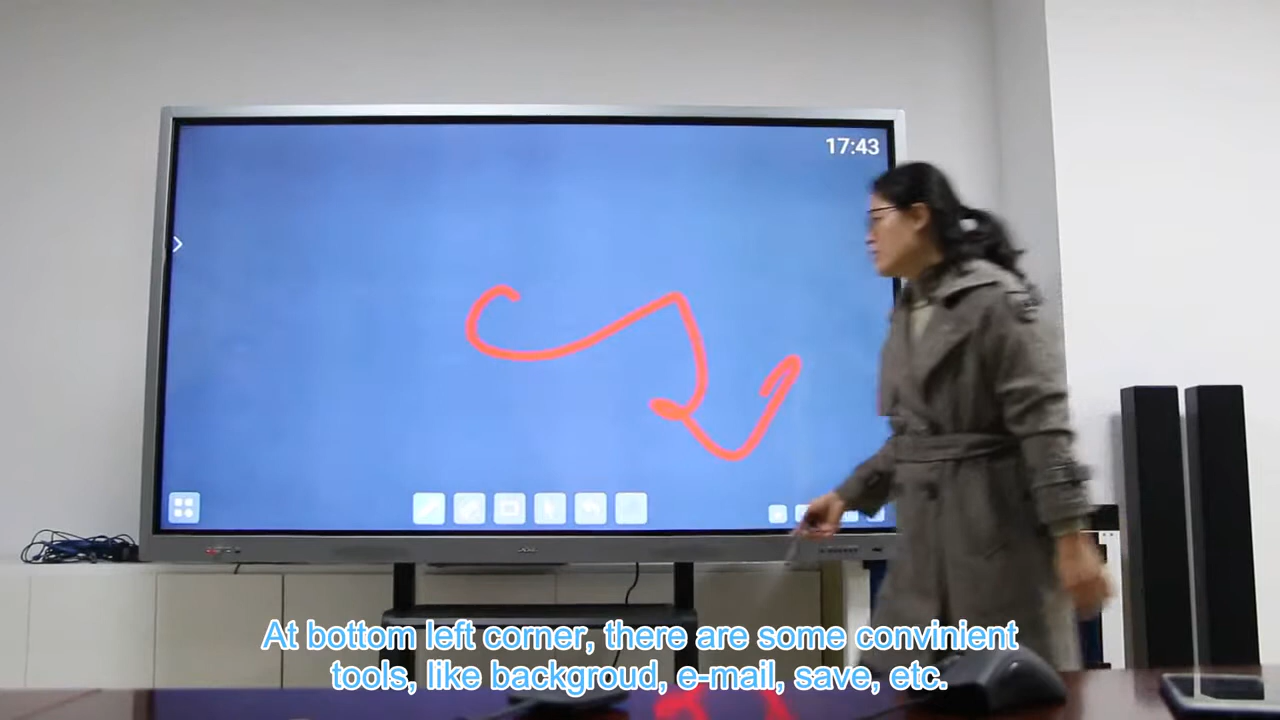 17:43
At bottom left corner, there are some convinient
tools, like backgroud, e-mail, save, etc.